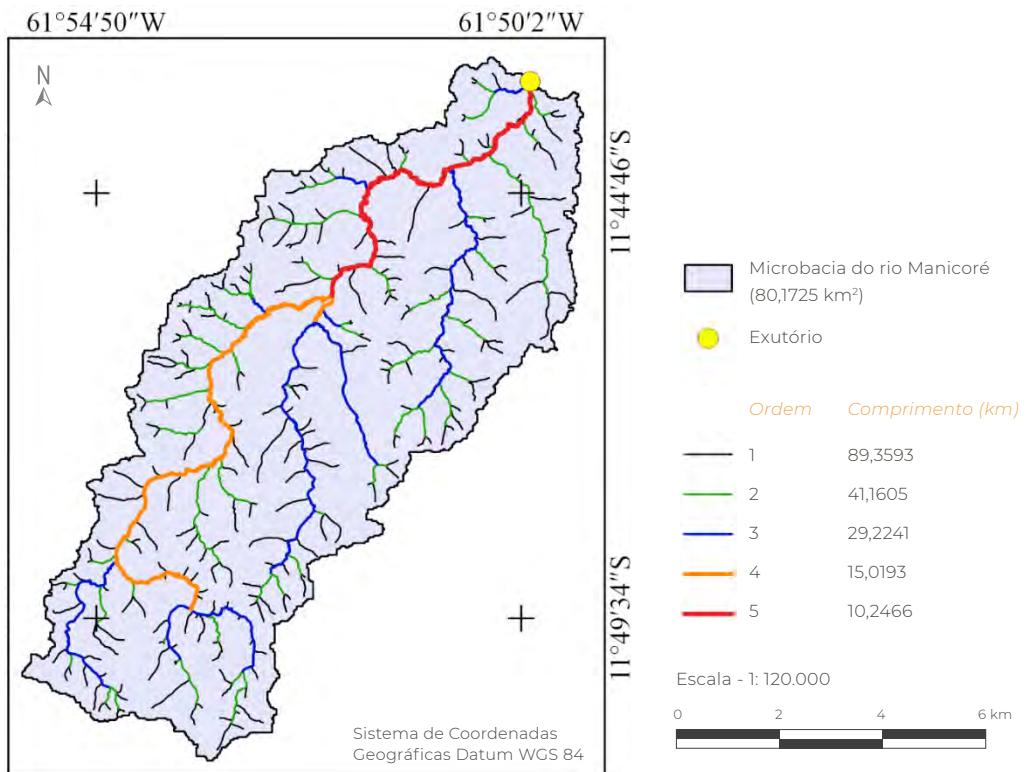 61°54′50″W 61°50′2″W
N
11°44′46″S
11°49′34″S
Sistema de Coordenadas
Geográficas Datum WGS 84
Microbacia do rio Manicoré
(80,1725 km²)
Exutório
Ordem Comprimento (km)
1 89,3593
2 41,1605
3 29,2241
4 15,0193
5 10,2466
Escala - 1: 120.000
0 2 4 6 km